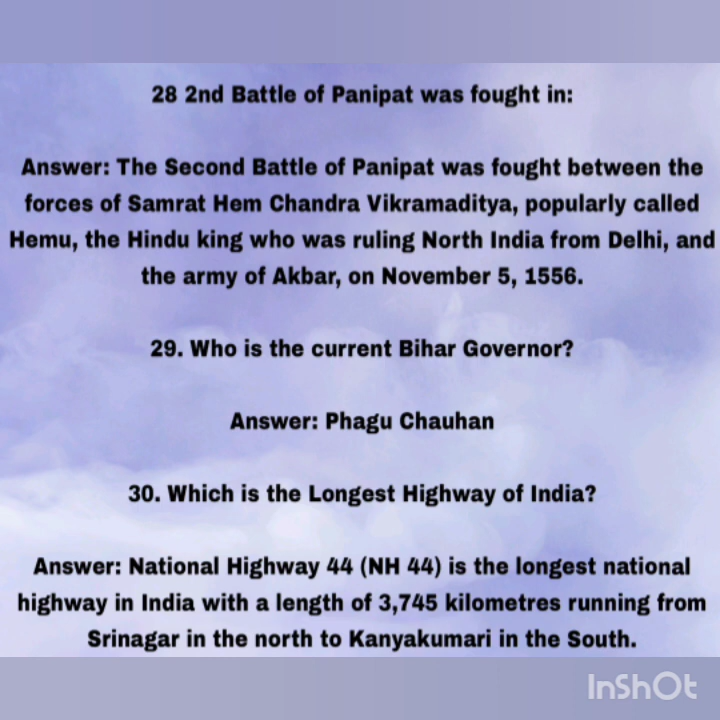 28 2nd Battle of Panipat was fought in:
Answer: The Second Battle of Panipat was fought between the
forces of Samrat Hem Chandra Vikramaditya, popularly called
Hemu, the Hindu king who was ruling North India from Delhi, and
the army of Akbar, on November 5, 1556.
29. Who is the current Bihar Governor?
Answer: Phagu Chauhan
30. Which is the Longest Highway of India?
Answer: National Highway 44 (NH 44) is the longest national
highway in India with a length of 3,745 kilometres running from
Srinagar in the north to Kanyakumari in the South.
InShOt